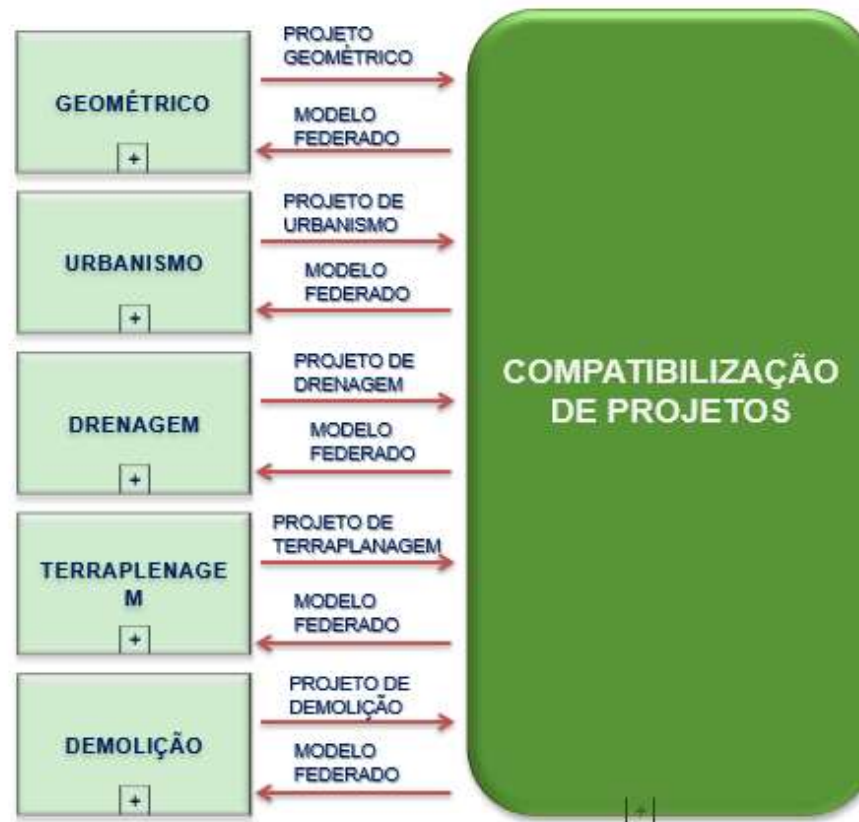 GEOMÉTRICO
+
PROJETO
GEOMÉTRICO
MODELO
FEDERADO
URBANISMO
+
PROJETO DE
URBANISMO
MODELO
FEDERADO
DRENAGEM
+
PROJETO DE
DRENAGEM
MODELO
FEDERADO
TERRAPLENAGE
M
+
PROJETO DE
TERRAPLANAGEM
MODELO
FEDERADO
DEMOLIÇÃO
+
PROJETO DE
DEMOLIÇÃO
MODELO
FEDERADO
COMPATIBILIZAÇÃO
DE PROJETOS
+